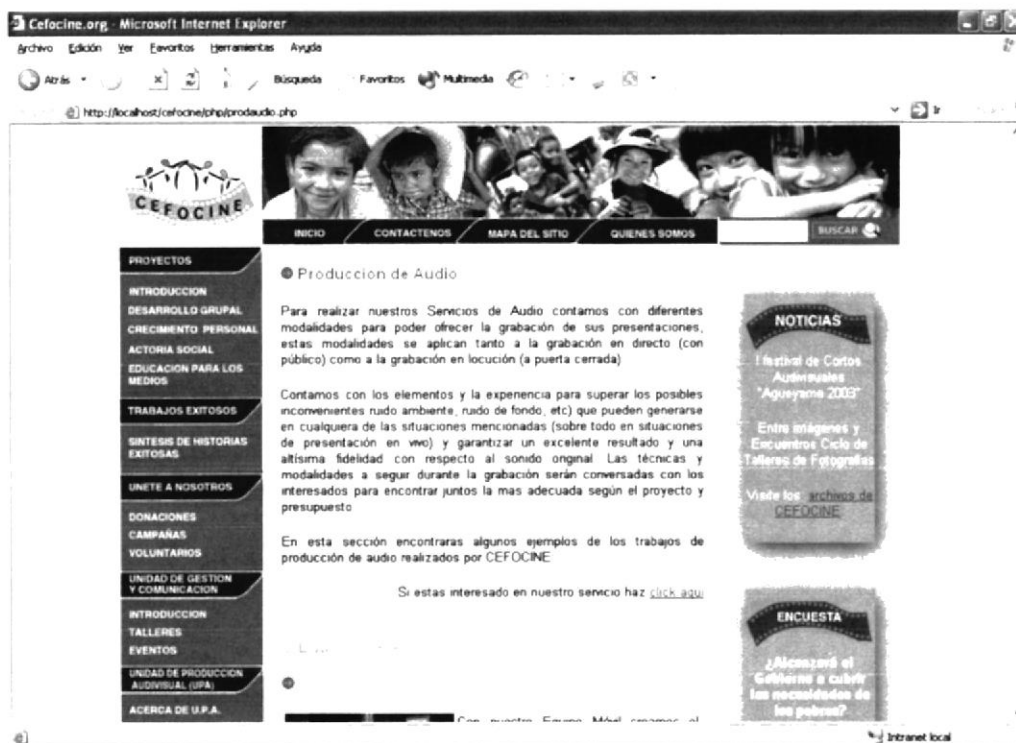 Cefocine.org - Microsoft Internet Explorer
Archivo Edición Ver Favoritos Herramientas Ayuda
Atrás Búsqueda Favoritos Multimedia
http://localhost/cefocine/php/prodaudio.php Ir
CEFOCINE
INICIO CONTACTENOS MAPA DEL SITIO QUIENES SOMOS BUSCAR
PROYECTOS
INTRODUCCION
DESARROLLO GRUPAL
CRECIMIENTO PERSONAL
ACTORIA SOCIAL
EDUCACION PARA LOS
MEDIOS
TRABAJOS EXITOSOS
SINTESIS DE HISTORIAS
EXITOSAS
UNETE A NOSOTROS
DONACIONES
CAMPAÑAS
VOLUNTARIOS
UNIDAD DE GESTION
Y COMUNICACION
INTRODUCCION
TALLERES
EVENTOS
UNIDAD DE PRODUCCION
AUDIVISUAL (UPA)
ACERCA DE U.P.A.
Produccion de Audio
Para realizar nuestros Servicios de Audio contamos con diferentes
modalidades para poder ofrecer la grabación de sus presentaciones,
estas modalidades se aplican tanto a la grabación en directo (con
público) como a la grabación en locución (a puerta cerrada)
Contamos con los elementos y la experiencia para superar los posibles
inconvenientes ruido ambiente, ruido de fondo, etc) que pueden generarse
en cualquiera de las situaciones mencionadas (sobre todo en situaciones
de presentación en vivo) y garantizar un excelente resultado y una
altísima fidelidad con respecto al sonido original. Las técnicas y
modalidades a seguir durante la grabación serán conversadas con los
interesados para encontrar juntos la mas adecuada según el proyecto y
presupuesto
En esta sección encontraras algunos ejemplos de los trabajos de
producción de audio realizados por CEFOCINE
Si estas interesado en nuestro servicio haz click aqui
Con nuestro Equipo Móvil creamos el
NOTICIAS
I festival de Cortos
Audivisuales
"Agueyama 2003"
Entre imágenes y
Encuentros Ciclo de
Talleres de Fotografías
Visite los archivos de
CEFOCINE
ENCUESTA
¿Alcanzará el
Gobierno a cubrir
las necesidades de
los pobres?
Intranet local